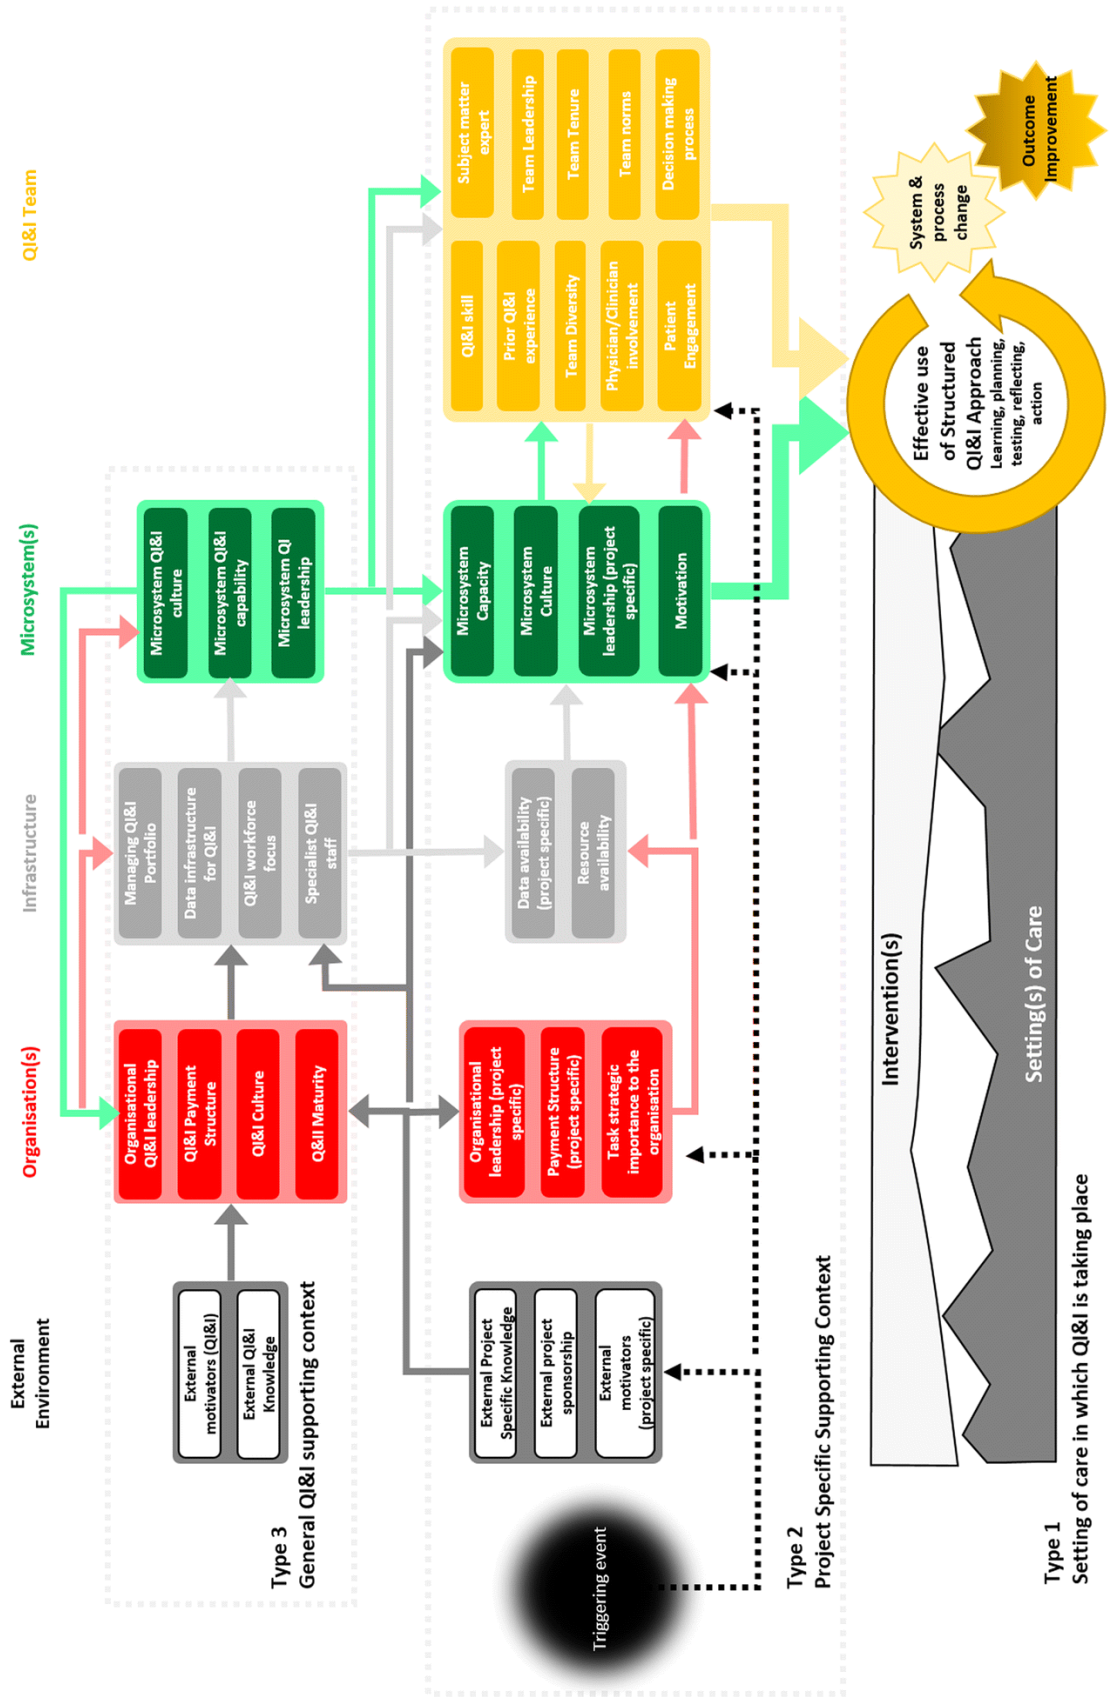 External
Environment
Organisation(s)
Infrastructure
Microsystem(s)
QI&I Team
External
motivators (QI&I)
External QI&I
Knowledge
Organisational
QI&I leadership
QI&I Payment
Structure
QI&I Culture
Q&II Maturity
Managing QI&I
Portfolio
Data infrastructure
for QI&I
QI&I workforce
focus
Specialist QI&I
staff
Microsystem QI&I
culture
Microsystem QI&I
capability
Microsystem QI
leadership
Type 3
General QI&I supporting context
Triggering event
External Project
Specific Knowledge
External project
sponsorship
External
motivators
(project specific)
Organisational
leadership (project
specific)
Payment Structure
(project specific)
Task strategic
importance to the
organisation
Data availability
(project specific)
Resource
availability
Microsystem
Capacity
Microsystem
Culture
Microsystem
leadership (project
specific)
Motivation
QI&I skill
Prior QI&I
experience
Team Diversity
Physician/Clinician
involvement
Patient
Engagement
Subject matter
expert
Team Leadership
Team Tenure
Team norms
Decision making
process
Type 2
Project Specific Supporting Context
Intervention(s)
Setting(s) of Care
Effective use
of Structured
QI&I Approach
Learning, planning,
testing, reflecting,
action
System &
process
change
Outcome
Improvement
Type 1
Setting of care in which QI&I is taking place